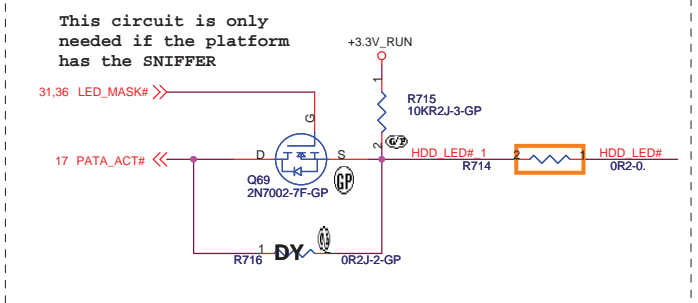 This circuit is only
needed if the platform
has the SNIFFER
+3.3V_RUN
31,36 LED_MASK#
1
R715
10KR2J-3-GP
G
2
G/P
17 PATA_ACT#
D
S
HDD_LED#_1
R714
2
1
HDD_LED#
0R2-0.
Q69
2N7002-7F-GP
GP
1
DY
R716
0R2J-2-GP